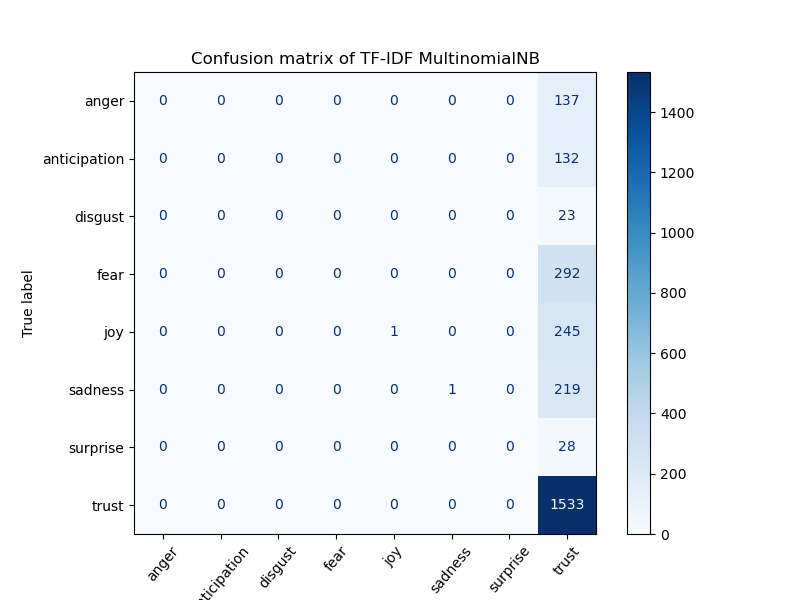 Confusion matrix of TF-IDF MultinomialNB
anger 0 0 0 0 0 0 0 137
anticipation 0 0 0 0 0 0 0 132
disgust 0 0 0 0 0 0 0 23
fear 0 0 0 0 0 0 0 292
joy 0 0 0 0 1 0 0 245
sadness 0 0 0 0 0 1 0 219
surprise 0 0 0 0 0 0 0 28
trust 0 0 0 0 0 0 0 1533
True label
anger ticipation disgust fear joy sadness surprise trust
1400
1200
1000
800
600
400
200
0